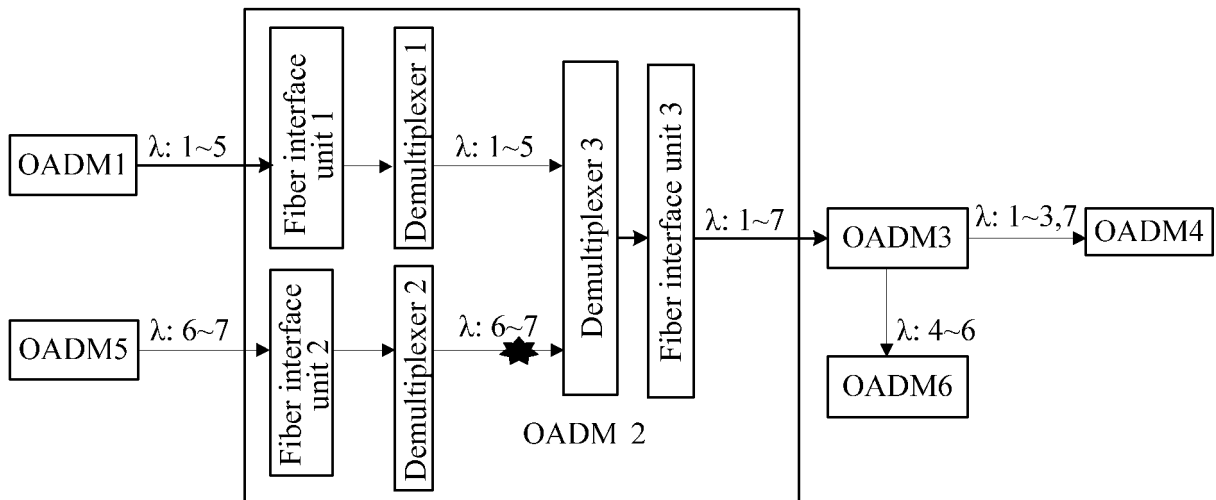 OADM1
λ: 1~5
Fiber interface
unit 1
Demultiplexer 1
λ: 1~5
Demultiplexer 3
Fiber interface unit 3
λ: 1~7
OADM3
λ: 1~3,7
OADM4
OADM5
λ: 6~7
Fiber interface
unit 2
Demultiplexer 2
λ: 6~7
λ: 4~6
OADM6
OADM 2